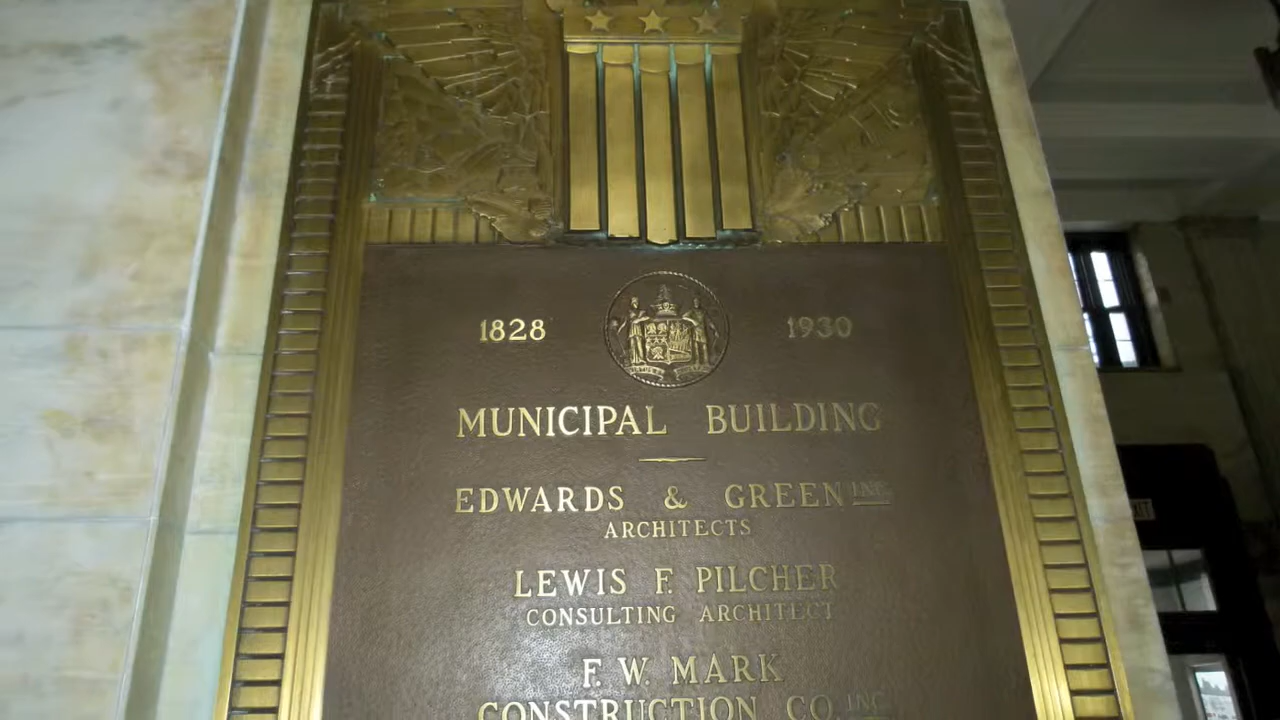 1828 1930
MUNICIPAL BUILDING
EDWARDS & GREEN INC.
ARCHITECTS
LEWIS F. PILCHER
CONSULTING ARCHITECT
F. W. MARK
CONSTRUCTION CO. INC.